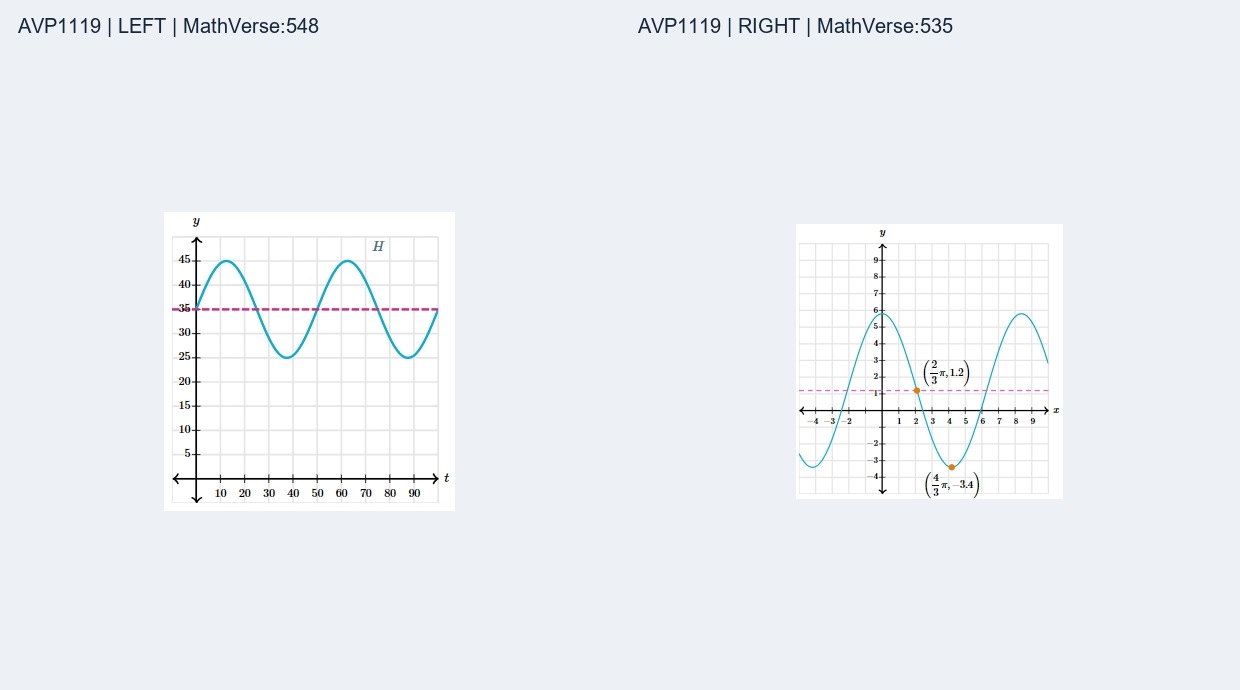 AVP1119 | LEFT | MathVerse:548
AVP1119 | RIGHT | MathVerse:535
y
H
45
40
35
30
25
20
15
10
5
10 20 30 40 50 60 70 80 90
t
y
9
8
7
6
5
4
3
2
1
(2/3 π, 1.2)
-4 -3 -2 1 2 3 4 5 6 7 8 9
x
-2
-3
-4
(4/3 π, -3.4)